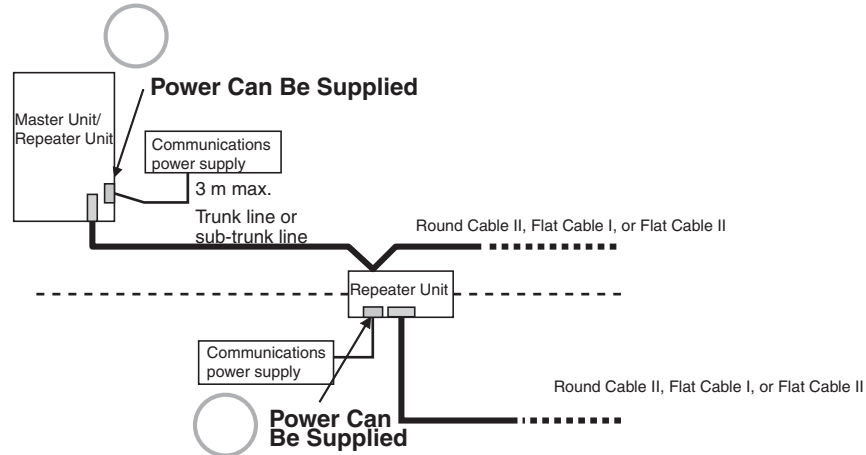 Power Can Be Supplied
Master Unit/
Repeater Unit
Communications
power supply
3 m max.
Trunk line or
sub-trunk line
Round Cable II, Flat Cable I, or Flat Cable II
Repeater Unit
Communications
power supply
Round Cable II, Flat Cable I, or Flat Cable II
Power Can
Be Supplied